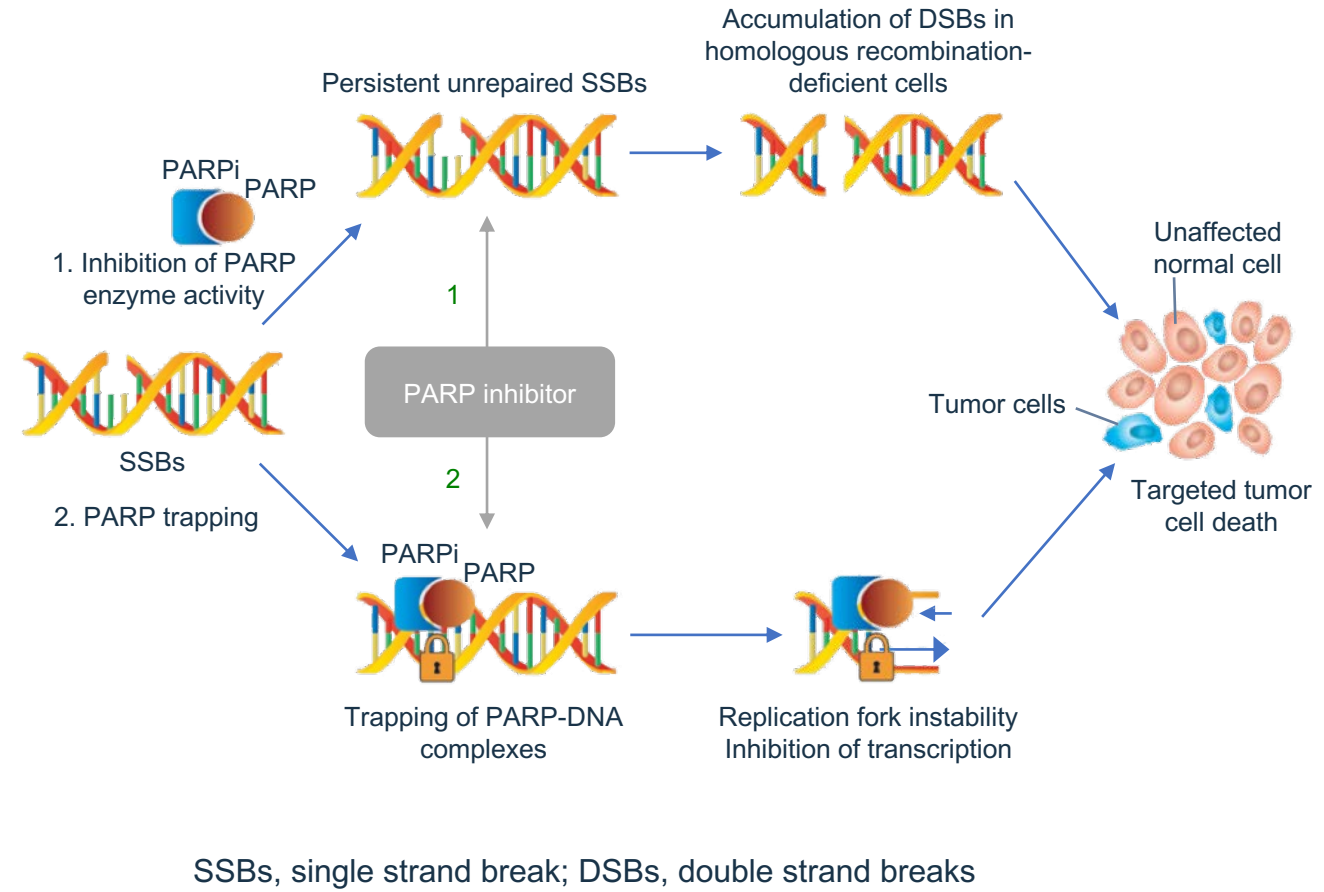 Accumulation of DSBs in
homologous recombination-
deficient cells
Persistent unrepaired SSBs
PARPi
PARP
1. Inhibition of PARP
enzyme activity
Unaffected
normal cell
1
PARP inhibitor
Tumor cells
SSBs
2
2. PARP trapping
Targeted tumor
cell death
PARPi
PARP
Trapping of PARP-DNA
complexes
Replication fork instability
Inhibition of transcription
SSBs, single strand break; DSBs, double strand breaks